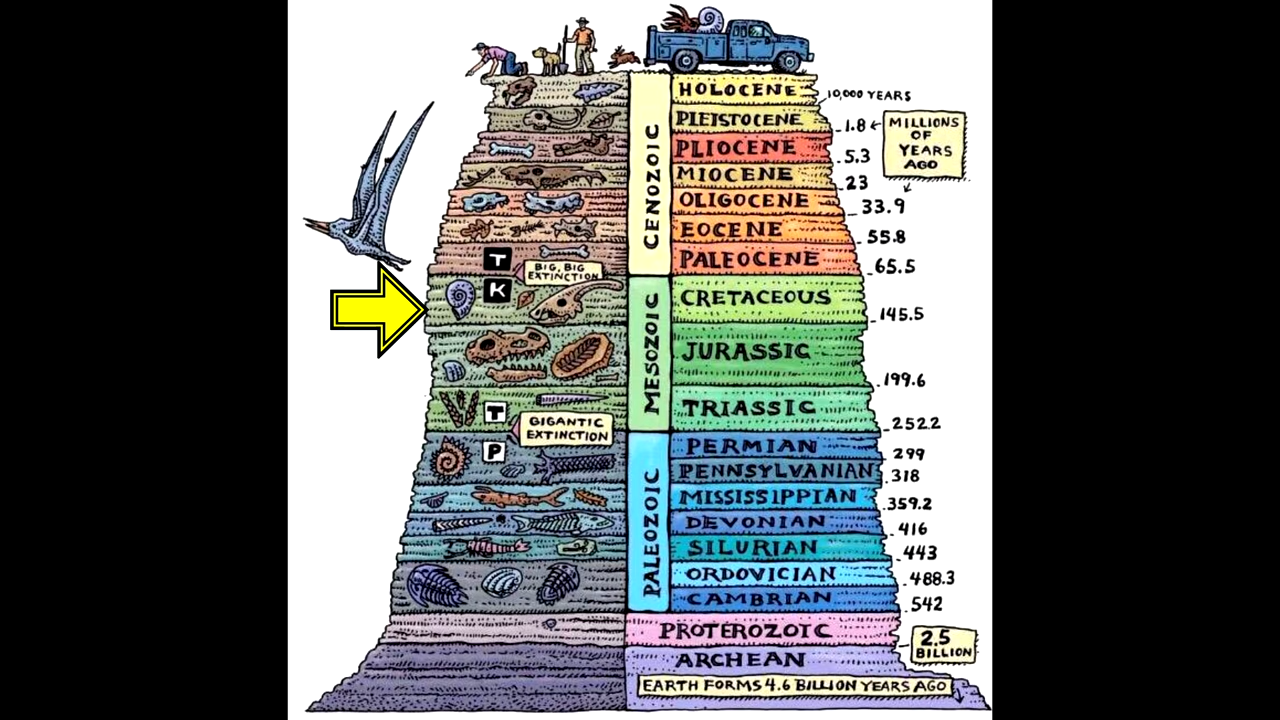 HOLOCENE
10,000 YEARS
PLEISTOCENE
1.8
MILLIONS
OF
YEARS
AGO
PLIOCENE
5.3
MIOCENE
23
OLIGOCENE
33.9
EOCENE
55.8
PALEOCENE
65.5
CENOZOIC
T
BIG, BIG
EXTINCTION
K
CRETACEOUS
145.5
JURASSIC
199.6
TRIASSIC
252.2
MESOZOIC
T
GIGANTIC
EXTINCTION
P
PERMIAN
299
PENNSYLVANIAN
318
MISSISSIPPIAN
359.2
DEVONIAN
416
SILURIAN
443
ORDOVICIAN
488.3
CAMBRIAN
542
PALEOZOIC
PROTEROZOIC
2.5
BILLION
ARCHEAN
EARTH FORMS 4.6 BILLION YEARS AGO